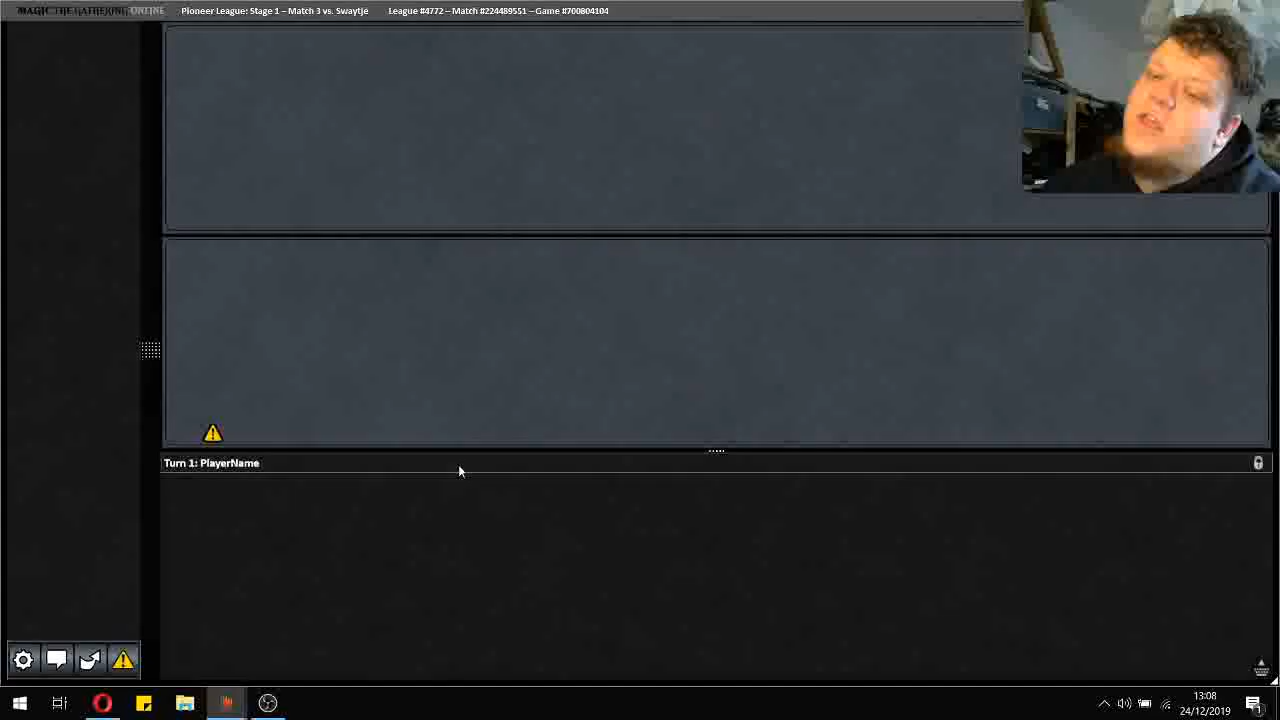 MAGIC THE GATHERING ONLINE
Pioneer League: Stage 1 – Match 3 vs. Swaytje
League #4772 – Match #224489551 – Game #700804104
Turn 1: PlayerName
13:08
24/12/2019